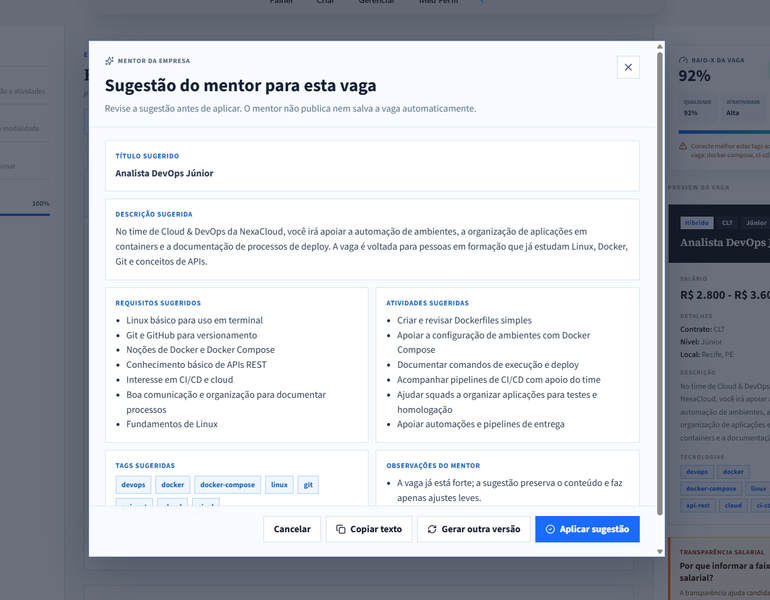 MENTOR DA EMPRESA
Sugestão do mentor para esta vaga
Revise a sugestão antes de aplicar. O mentor não publica nem salva a vaga automaticamente.
TÍTULO SUGERIDO
Analista DevOps Júnior
DESCRIÇÃO SUGERIDA
No time de Cloud & DevOps da NexaCloud, você irá apoiar a automação de ambientes, a organização de aplicações em
containers e a documentação de processos de deploy. A vaga é voltada para pessoas em formação que já estudam Linux, Docker,
Git e conceitos de APIs.
REQUISITOS SUGERIDOS
• Linux básico para uso em terminal
• Git e GitHub para versionamento
• Noções de Docker e Docker Compose
• Conhecimento básico de APIs REST
• Interesse em CI/CD e cloud
• Boa comunicação e organização para documentar
processos
• Fundamentos de Linux
ATIVIDADES SUGERIDAS
• Criar e revisar Dockerfiles simples
• Apoiar a configuração de ambientes com Docker
Compose
• Documentar comandos de execução e deploy
• Acompanhar pipelines de CI/CD com apoio do time
• Ajudar squads a organizar aplicações para testes e
homologação
• Apoiar automações e pipelines de entrega
TAGS SUGERIDAS
devops docker docker-compose linux git
OBSERVAÇÕES DO MENTOR
• A vaga já está forte; a sugestão preserva o conteúdo e faz
apenas ajustes leves.
Cancelar
Copiar texto
Gerar outra versão
Aplicar sugestão
100%
RAIO-X DA VAGA
92%
QUALIDADE
92%
ATRATIVIDADE
Alta
Conecte melhor estas tags ao
vaga: docker-compose, ci-cd
PREVIEW DA VAGA
Híbrido CLT Júnior
Analista DevOps J
SALÁRIO
R$ 2.800 - R$ 3.60
DETALHES
Contrato: CLT
Nível: Júnior
Local: Recife, PE
DESCRIÇÃO
No time de Cloud & DevOps
NexaCloud, você irá apoiar a
automação de ambientes, a
organização de aplicações em
containers e a documentaçã
TECNOLOGIAS
devops docker
docker-compose linux
api-rest cloud ci-cd
TRANSPARÊNCIA SALARIAL
Por que informar a faix
salarial?
A transparência ajuda candida